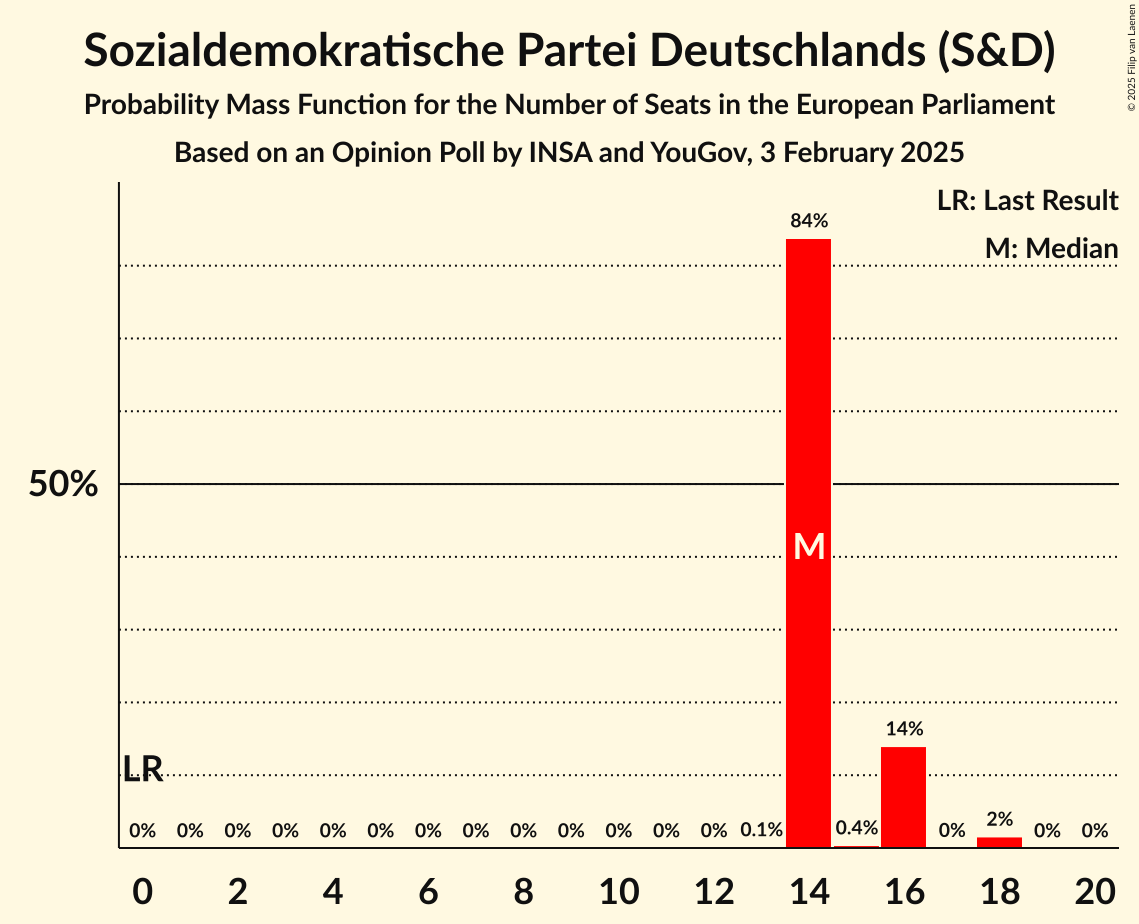 Sozialdemokratische Partei Deutschlands (S&D)
Probability Mass Function for the Number of Seats in the European Parliament
Based on an Opinion Poll by INSA and YouGov, 3 February 2025
© 2025 Filip van Laenen
LR: Last Result
M: Median
84%
50%
M
14%
LR
0% 0% 0% 0% 0% 0% 0% 0% 0% 0% 0% 0% 0% 0.1% 0.4% 0% 2% 0% 0%
0 2 4 6 8 10 12 14 16 18 20